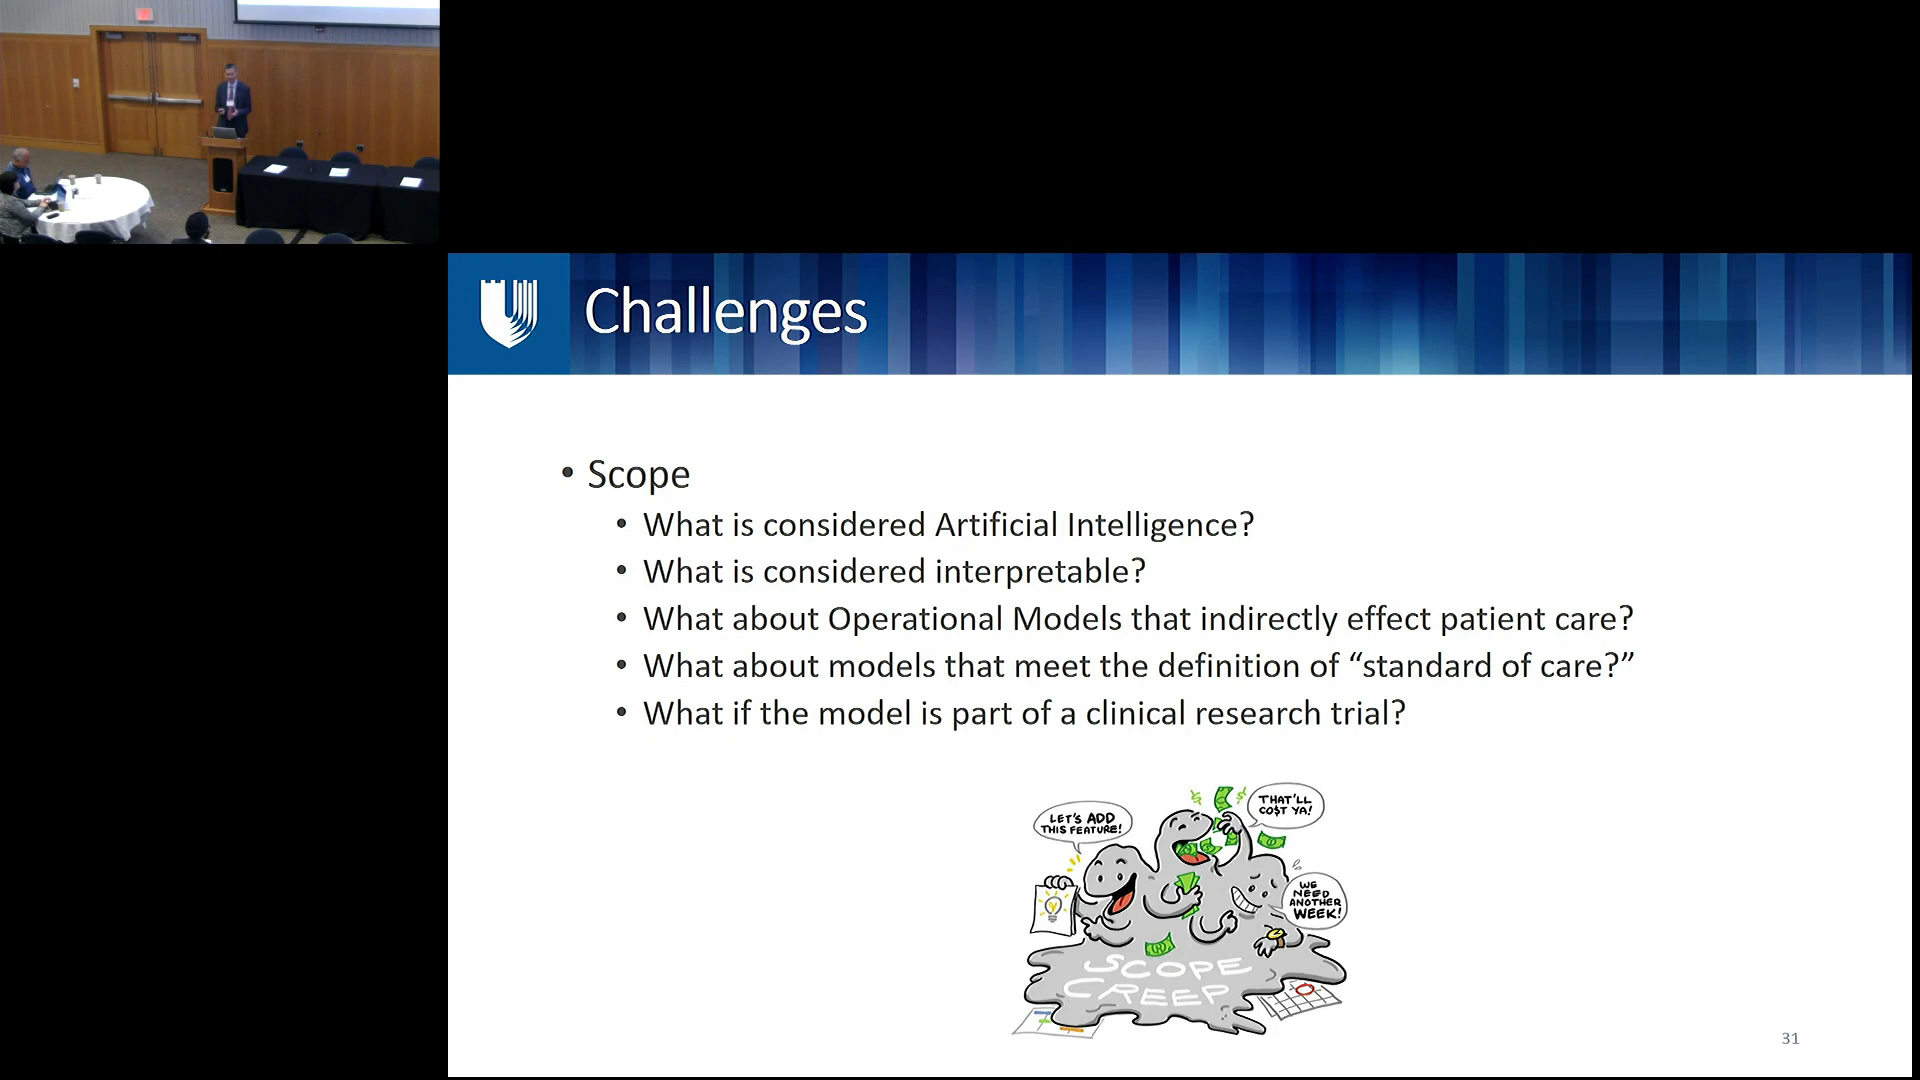 Challenges
• Scope
• What is considered Artificial Intelligence?
• What is considered interpretable?
• What about Operational Models that indirectly effect patient care?
• What about models that meet the definition of “standard of care?”
• What if the model is part of a clinical research trial?
LET'S ADD
THIS FEATURE!
THAT'LL
CO$T YA!
WE
NEED
ANOTHER
WEEK!
SCOPE
CREEP
31